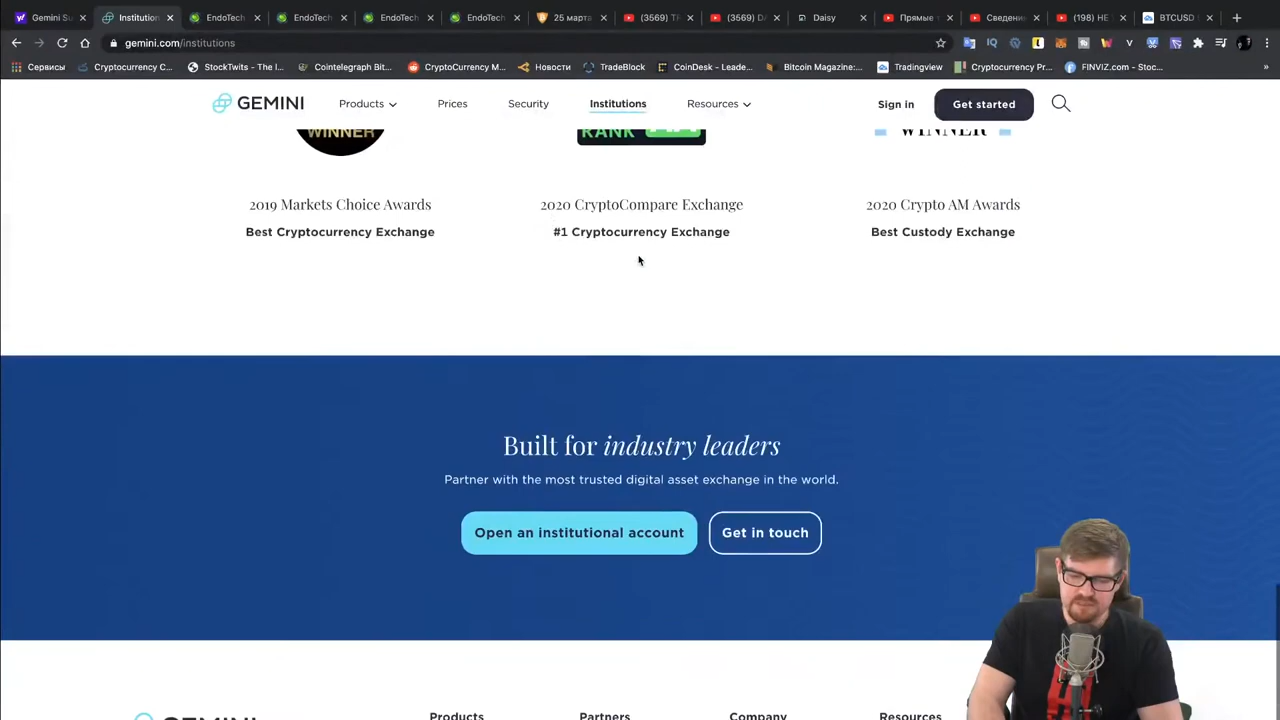 Gemini Su
Institution
EndoTech
EndoTech
EndoTech
EndoTech
25 марта
(3569) TF
(3569) D/
Daisy
Прямые т
Сведени
(198) НЕ
BTCUSD
gemini.com/institutions
Сервисы
Cryptocurrency C...
StockTwits - The l...
Cointelegraph Bit...
CryptoCurrency M...
Новости
TradeBlock
CoinDesk - Leade...
Bitcoin Magazine:...
Tradingview
Cryptocurrency Pr...
FINVIZ.com - Stoc...
»
GEMINI
Products
Prices
Security
Institutions
Resources
Sign in
Get started
WINNER
RANK
WINNER
2019 Markets Choice Awards
Best Cryptocurrency Exchange
2020 CryptoCompare Exchange
#1 Cryptocurrency Exchange
2020 Crypto AM Awards
Best Custody Exchange
Built for industry leaders
Partner with the most trusted digital asset exchange in the world.
Open an institutional account
Get in touch
GEMINI
Products
Partners
Company
Resources